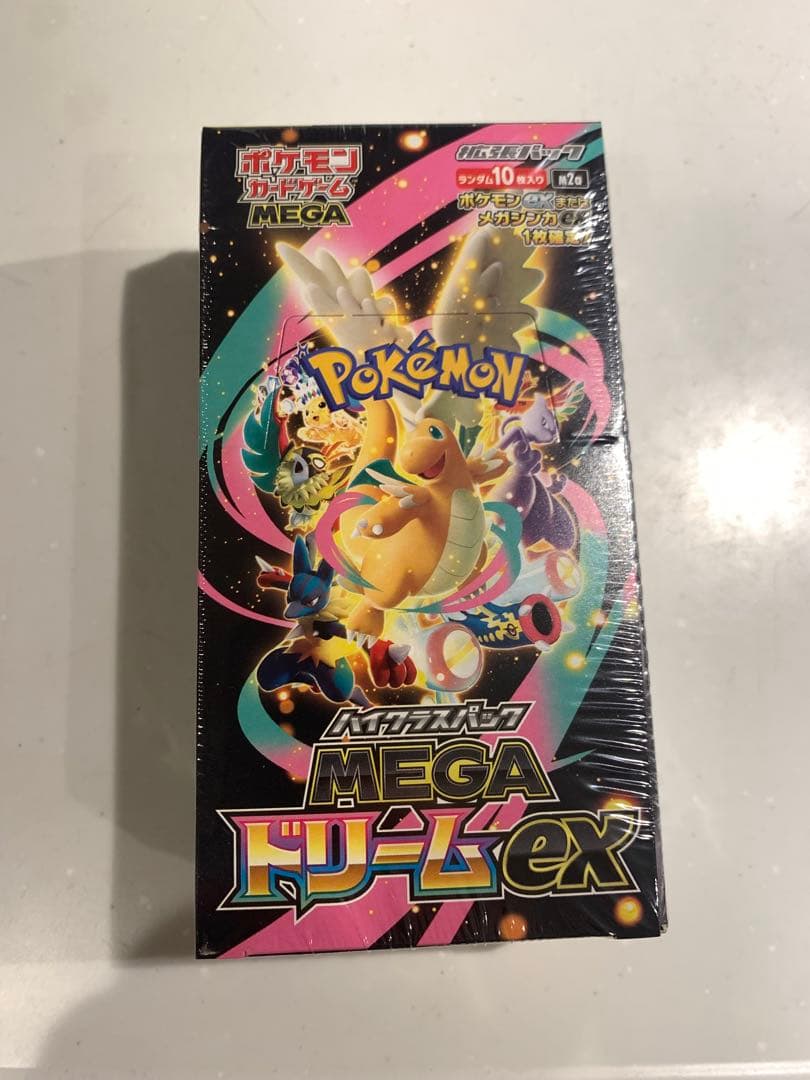 ポケモン
カードゲーム
MEGA
拡張パック
ランダム10枚入り M2a
ポケモンexまたは
メガシンカex
1枚確定!!
POKéMON
ハイクラスパック
MEGA
ドリームex